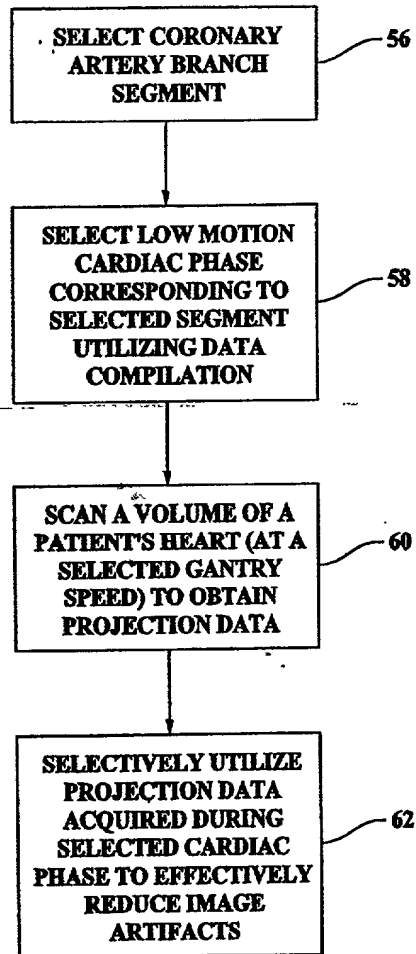 SELECT CORONARY
ARTERY BRANCH
SEGMENT
56
SELECT LOW MOTION
CARDIAC PHASE
CORRESPONDING TO
SELECTED SEGMENT
UTILIZING DATA
COMPILATION
58
SCAN A VOLUME OF A
PATIENT'S HEART (AT A
SELECTED GANTRY
SPEED) TO OBTAIN
PROJECTION DATA
60
SELECTIVELY UTILIZE
PROJECTION DATA
ACQUIRED DURING
SELECTED CARDIAC
PHASE TO EFFECTIVELY
REDUCE IMAGE
ARTIFACTS
62